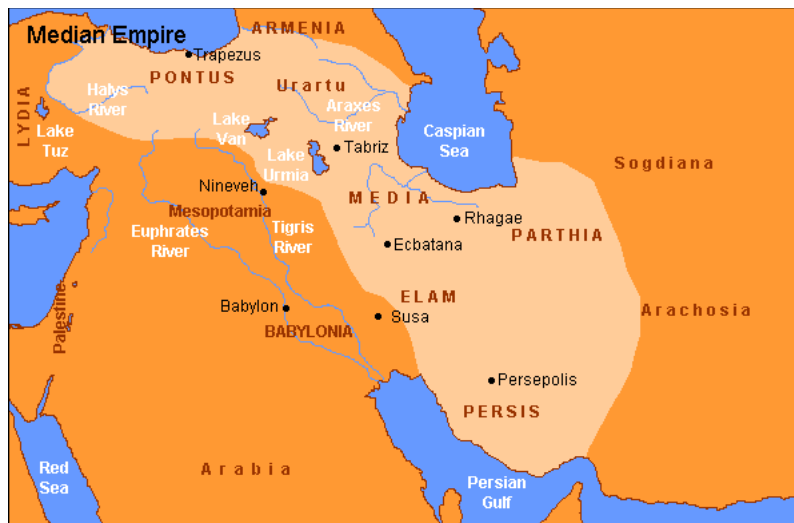 Median Empire
ARMENIA
Trapezus
PONTUS
Urartu
Halys
River
LYDIA
Lake
Tuz
Lake
Van
Araxes
River
Caspian
Sea
Tabriz
Lake
Urmia
Sogdiana
Nineveh
MEDIA
Mesopotamia
Rhagae
Euphrates
River
Tigris
River
PARTHIA
Ecbatana
Palestine
Babylon
ELAM
Susa
Arachosia
BABYLONIA
Persepolis
PERSIS
Red
Sea
Arabia
Persian
Gulf